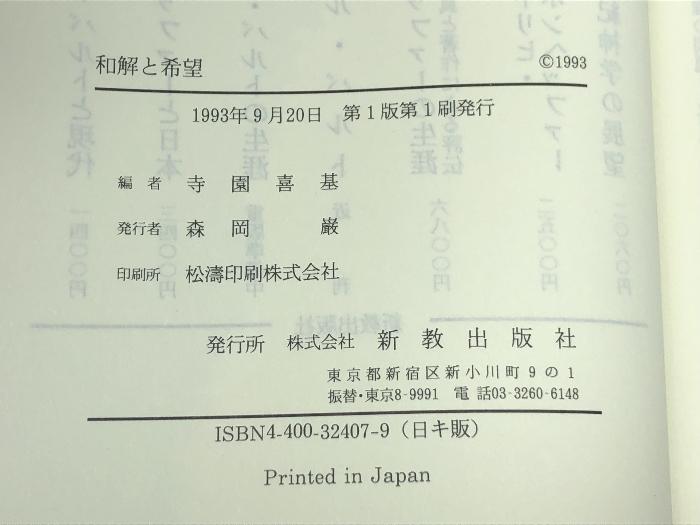 和解と希望
©1993
1993年9月20日 第1版第1刷発行
編者 寺園喜基
発行者 森岡巌
印刷所 松濤印刷株式会社
発行所 株式会社 新教出版社
東京都新宿区新小川町9の1
振替・東京8-9991 電話03-3260-6148
ISBN4-400-32407-9（日キ販）
Printed in Japan